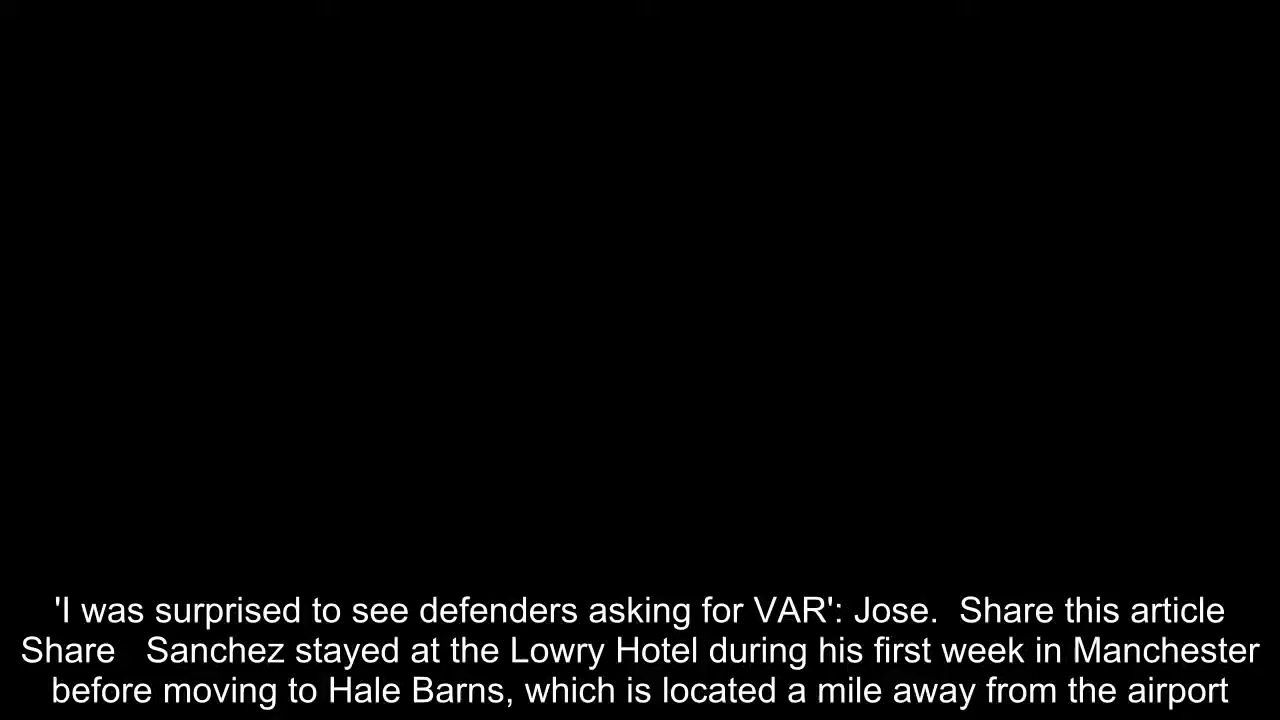 'I was surprised to see defenders asking for VAR': Jose.  Share this article
Share   Sanchez stayed at the Lowry Hotel during his first week in Manchester
before moving to Hale Barns, which is located a mile away from the airport